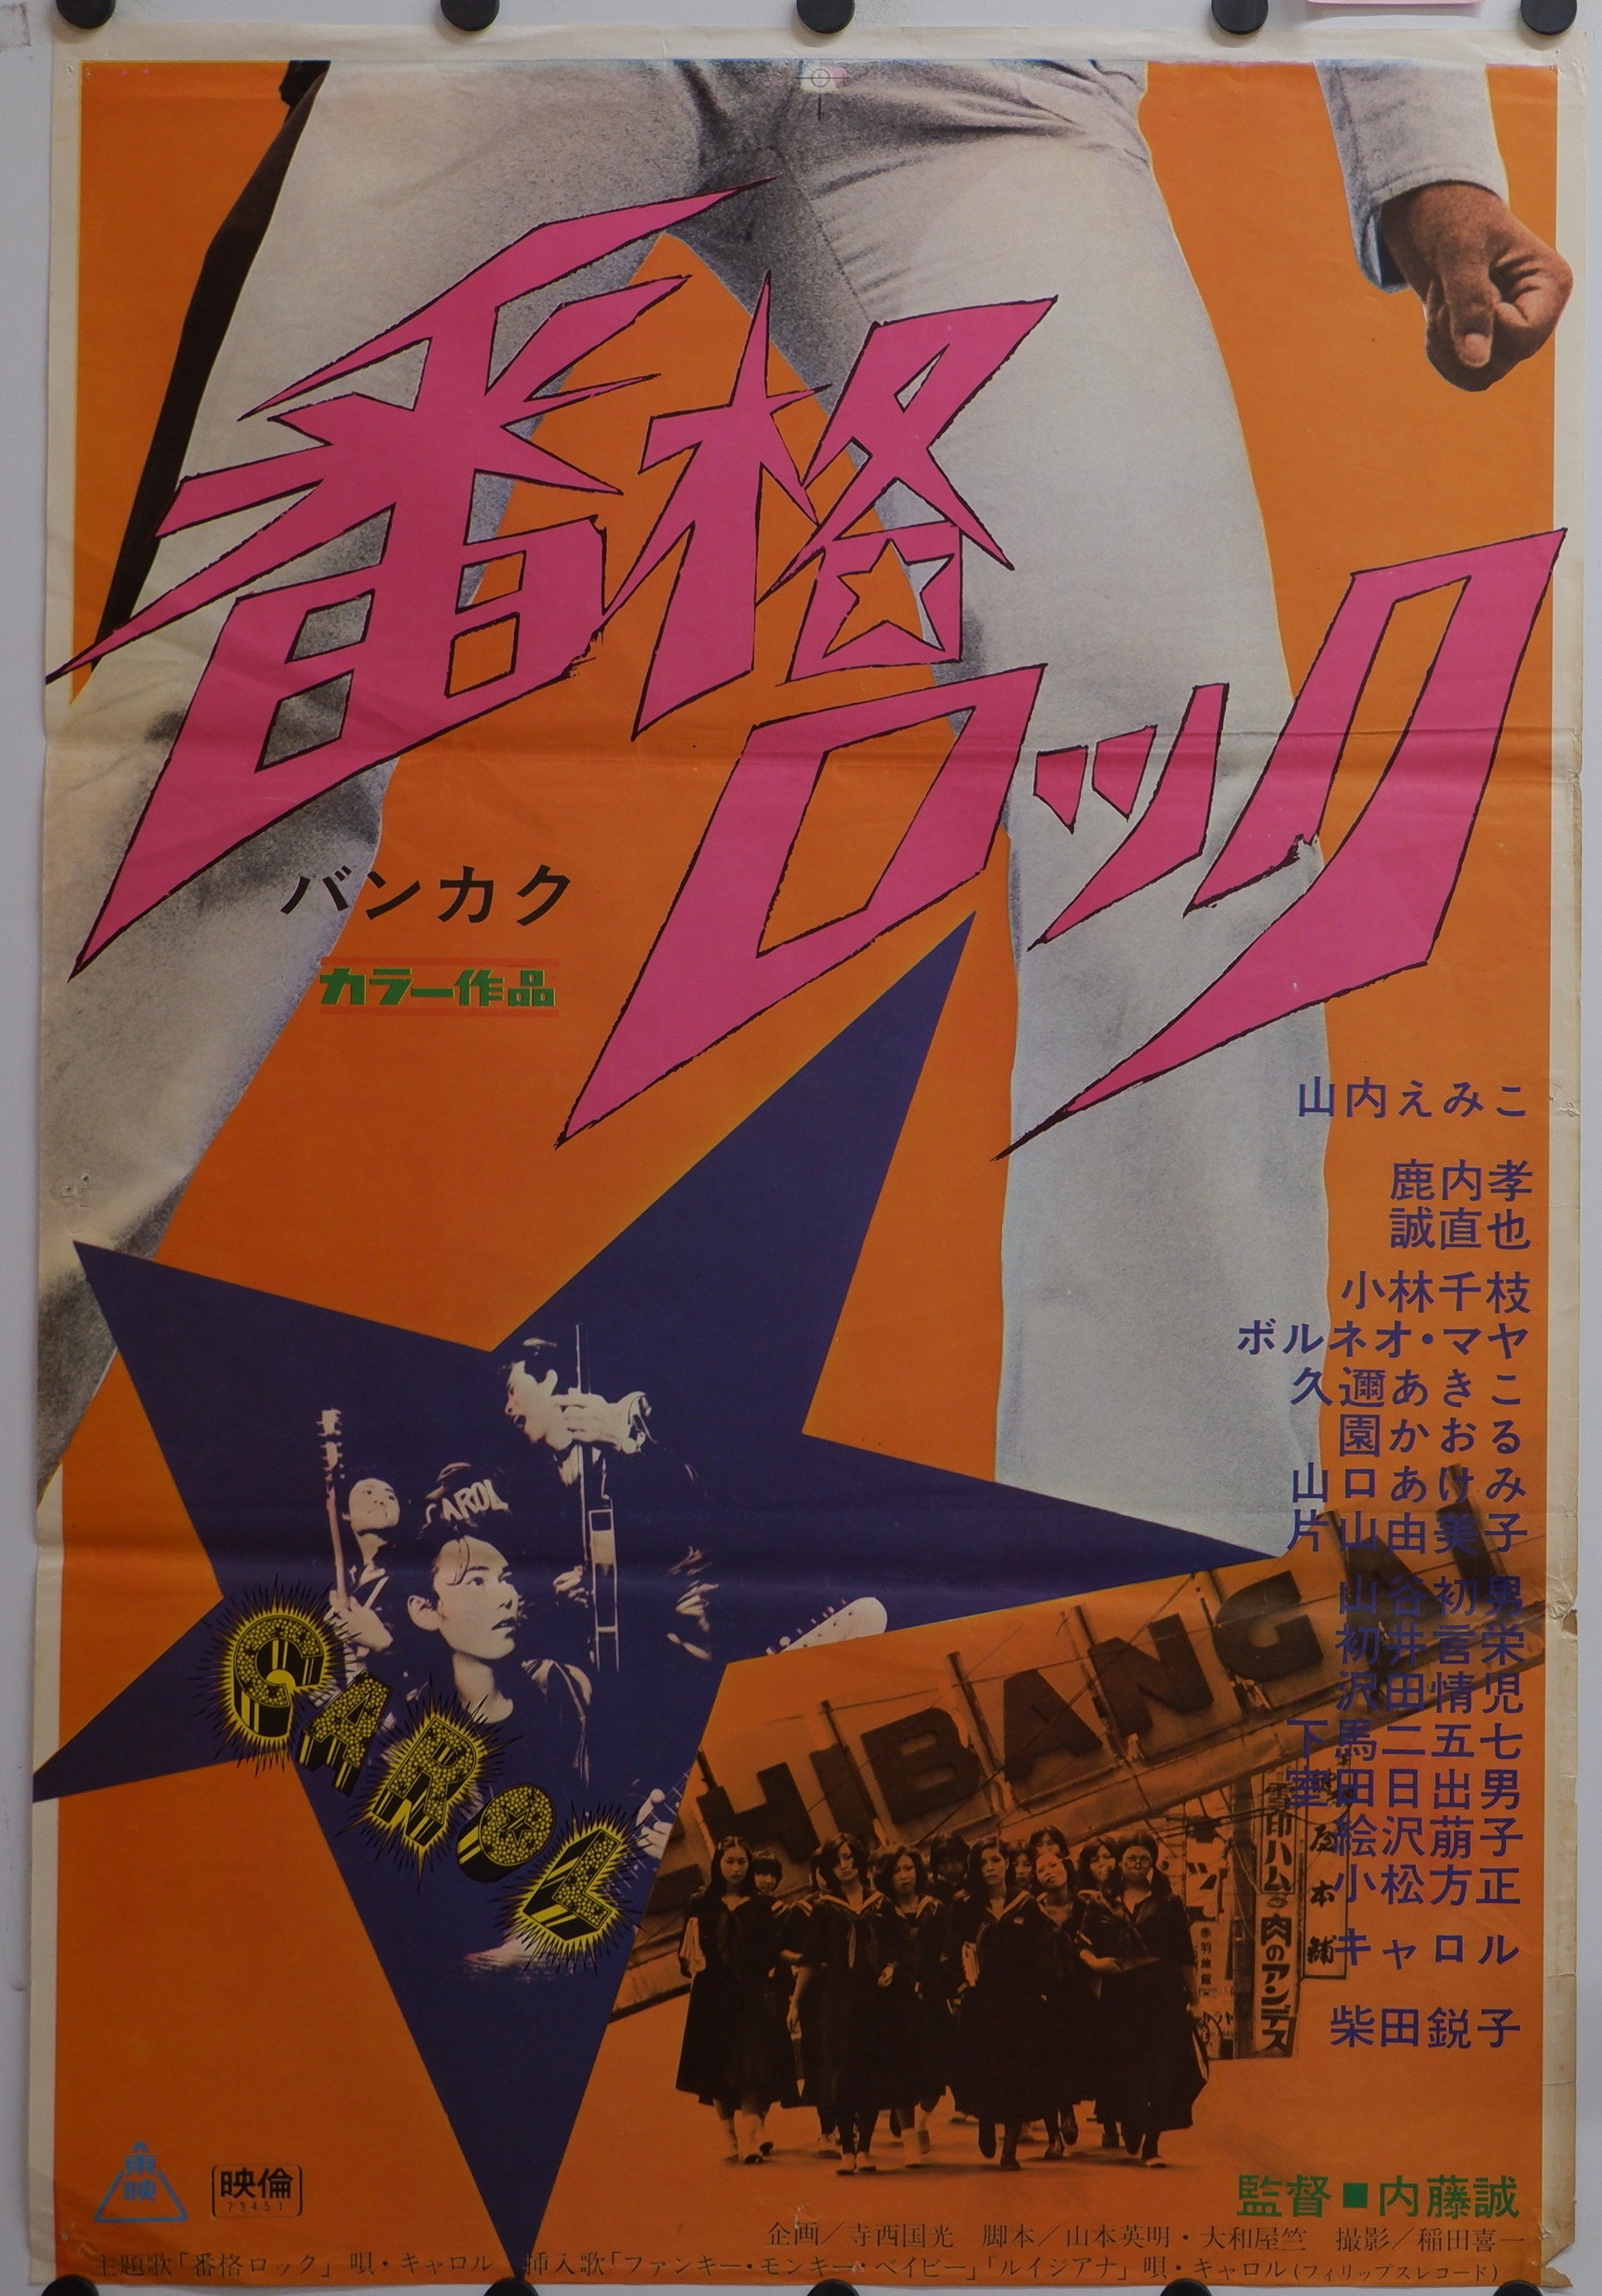 番格
ロック
バンカク
カラー作品
山内えみこ
鹿内孝
誠直也
小林千枝
ボルネオ・マヤ
久邇あきこ
園かおる
山口あけみ
片山由美子
山谷初男
初井言栄
沢田情児
下馬二五七
室田日出男
絵沢萠子
小松方正
キャロル
柴田鋭子
CAROL
CAROL
HIBANGAI
雪印ハム
肉のアンデス
本舗
東映
映倫
73451
監督■内藤誠
企画/寺西国光 脚本/山本英明・大和屋竺 撮影/稲田喜一
主題歌「番格ロック」唄・キャロル 挿入歌「ファンキー・モンキー・ベイビー」「ルイジアナ」唄・キャロル(フィリップスレコード)